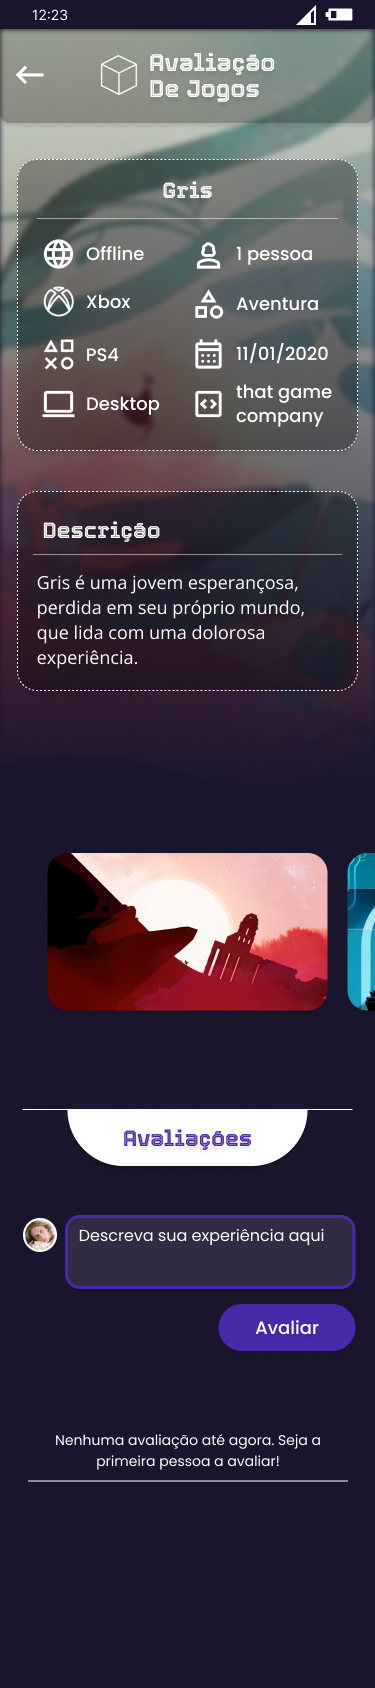 12:23
Avaliação
De Jogos
Gris
Offline
1 pessoa
Xbox
Aventura
PS4
11/01/2020
Desktop
that game
company
Descrição
Gris é uma jovem esperançosa,
perdida em seu próprio mundo,
que lida com uma dolorosa
experiência.
Avaliações
Descreva sua experiência aqui
Avaliar
Nenhuma avaliação até agora. Seja a
primeira pessoa a avaliar!